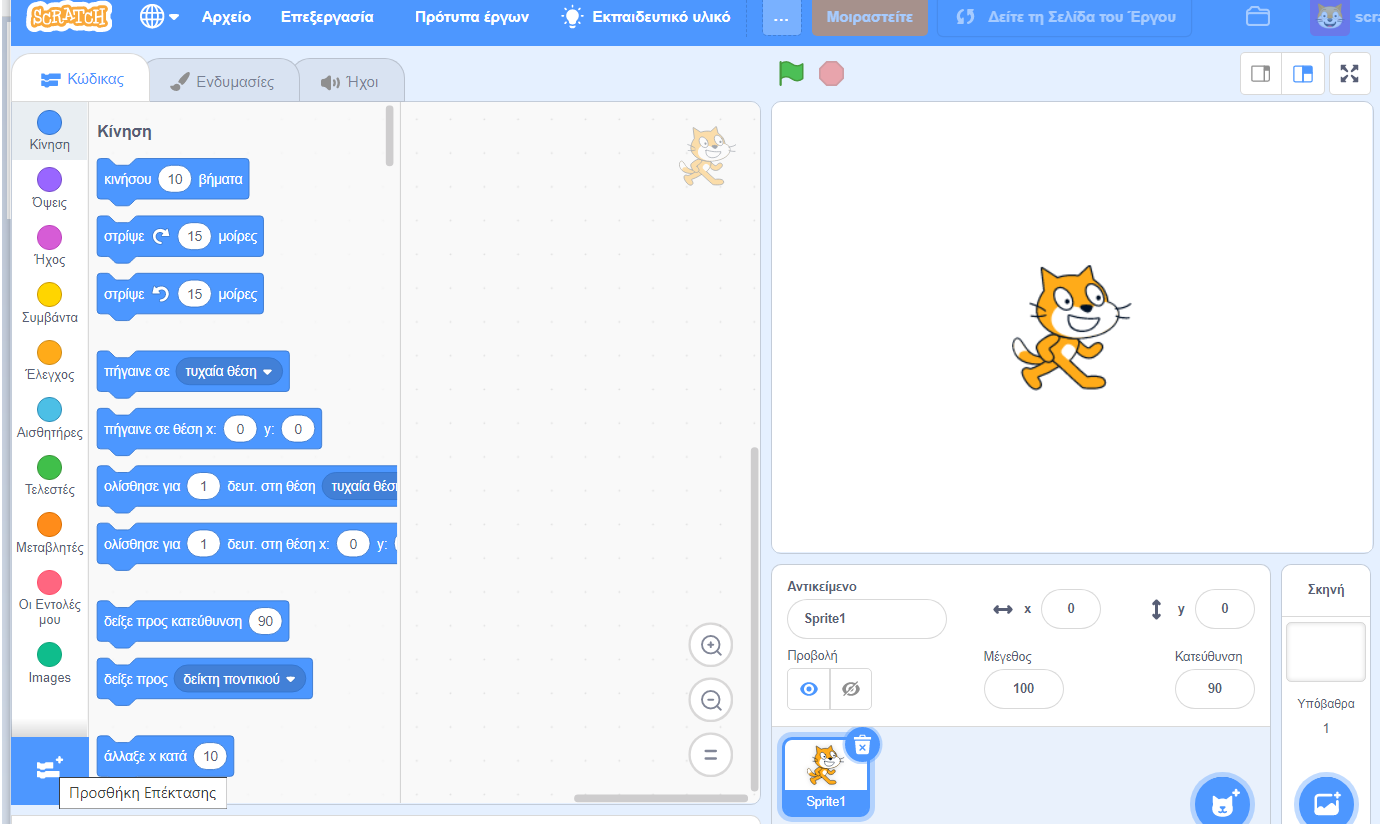 SCRATCH Αρχείο Επεξεργασία Πρότυπα έργων Εκπαιδευτικό υλικό ... Μοιραστείτε Δείτε τη Σελίδα του Έργου scr
Κώδικας Ενδυμασίες Ήχοι
Κίνηση
Όψεις
Ήχος
Συμβάντα
Έλεγχος
Αισθητήρες
Τελεστές
Μεταβλητές
Οι Εντολές
μου
Images
Κίνηση
κινήσου 10 βήματα
στρίψε 15 μοίρες
στρίψε 15 μοίρες
πήγαινε σε τυχαία θέση
πήγαινε σε θέση x: 0 y: 0
ολίσθησε για 1 δευτ. στη θέση τυχαία θέσ
ολίσθησε για 1 δευτ. στη θέση x: 0 y:
δείξε προς κατεύθυνση 90
δείξε προς δείκτη ποντικιού
άλλαξε x κατά 10
Προσθήκη Επέκτασης
Αντικείμενο
Sprite1 x 0 y 0
Προβολή Μέγεθος Κατεύθυνση
100 90
Sprite1
Σκηνή
Υπόβαθρα
1